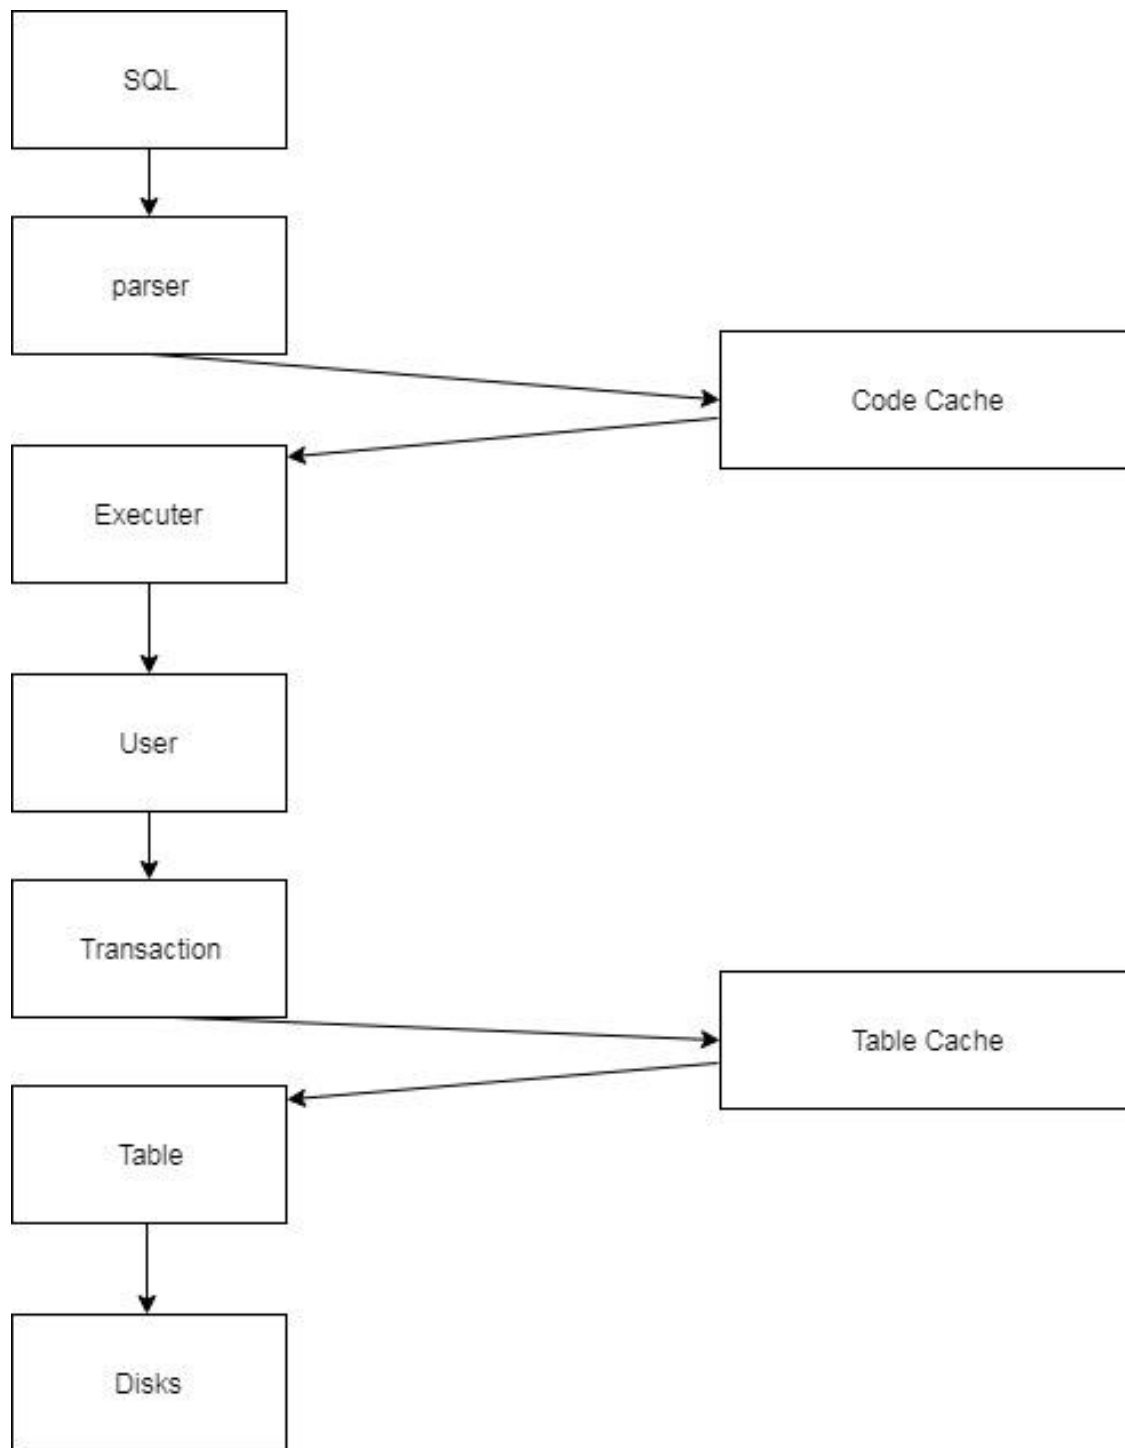 SQL
parser
Code Cache
Executer
User
Transaction
Table Cache
Table
Disks